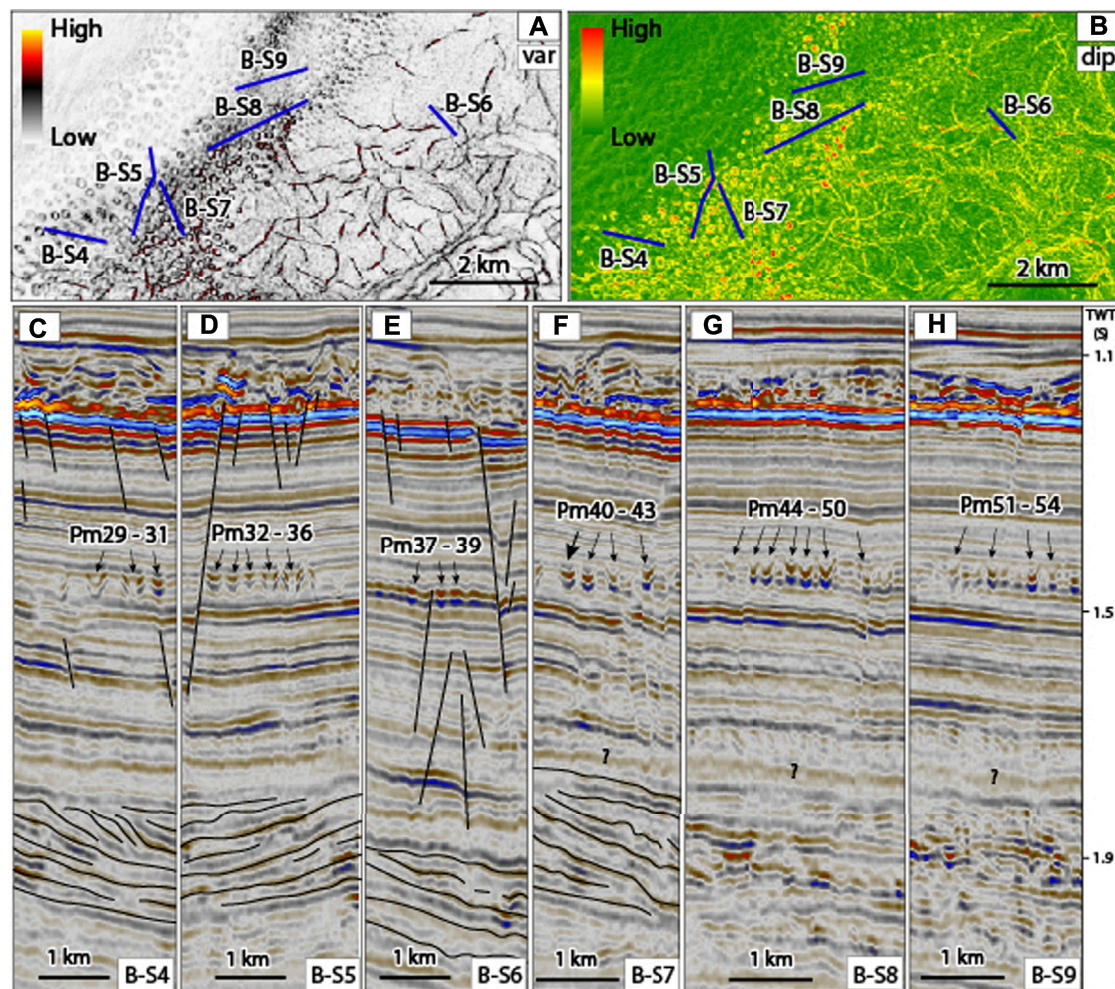 High
Low
A
var
B-S9
B-S8
B-S6
B-S5
B-S7
B-S4
2 km
High
Low
B
dip
B-S9
B-S8
B-S6
B-S5
B-S7
B-S4
2 km
C
D
E
F
G
H
TWT
(S)
1.1
1.5
1.9
Pm29 - 31
Pm32 - 36
Pm37 - 39
Pm40 - 43
Pm44 - 50
Pm51 - 54
?
?
?
1 km
B-S4
1 km
B-S5
1 km
B-S6
1 km
B-S7
1 km
B-S8
1 km
B-S9